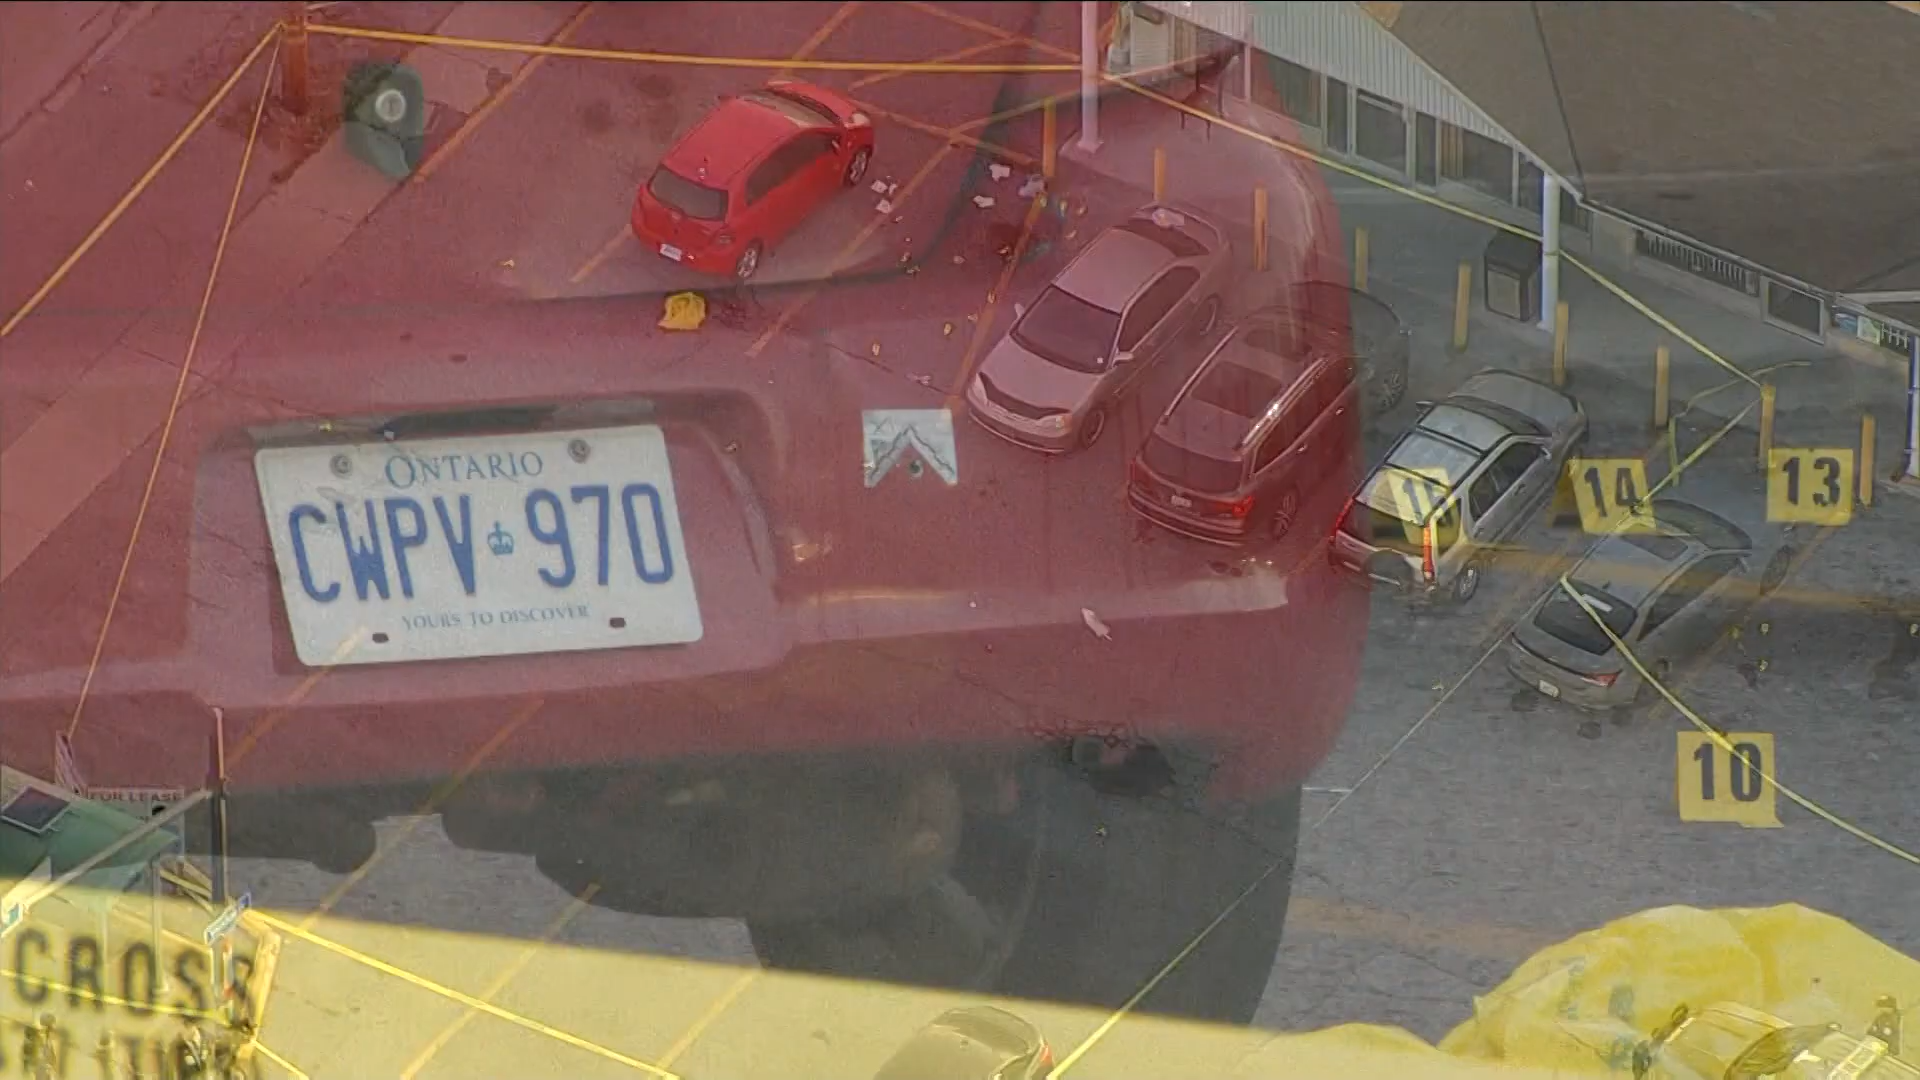 FOR LEASE
ONTARIO
CWPV 970
YOURS TO DISCOVER
15
14
13
10
CROSS